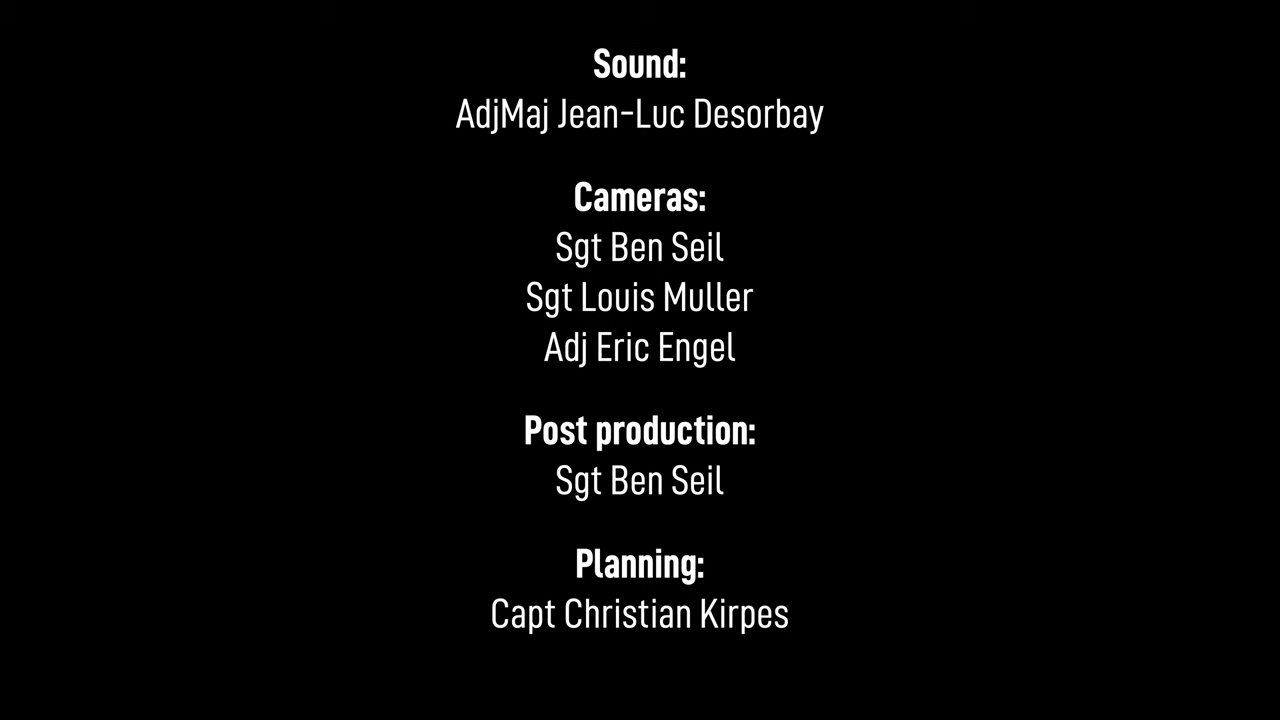 Sound:
AdjMaj Jean-Luc Desorbay
Cameras:
Sgt Ben Seil
Sgt Louis Muller
Adj Eric Engel
Post production:
Sgt Ben Seil
Planning:
Capt Christian Kirpes